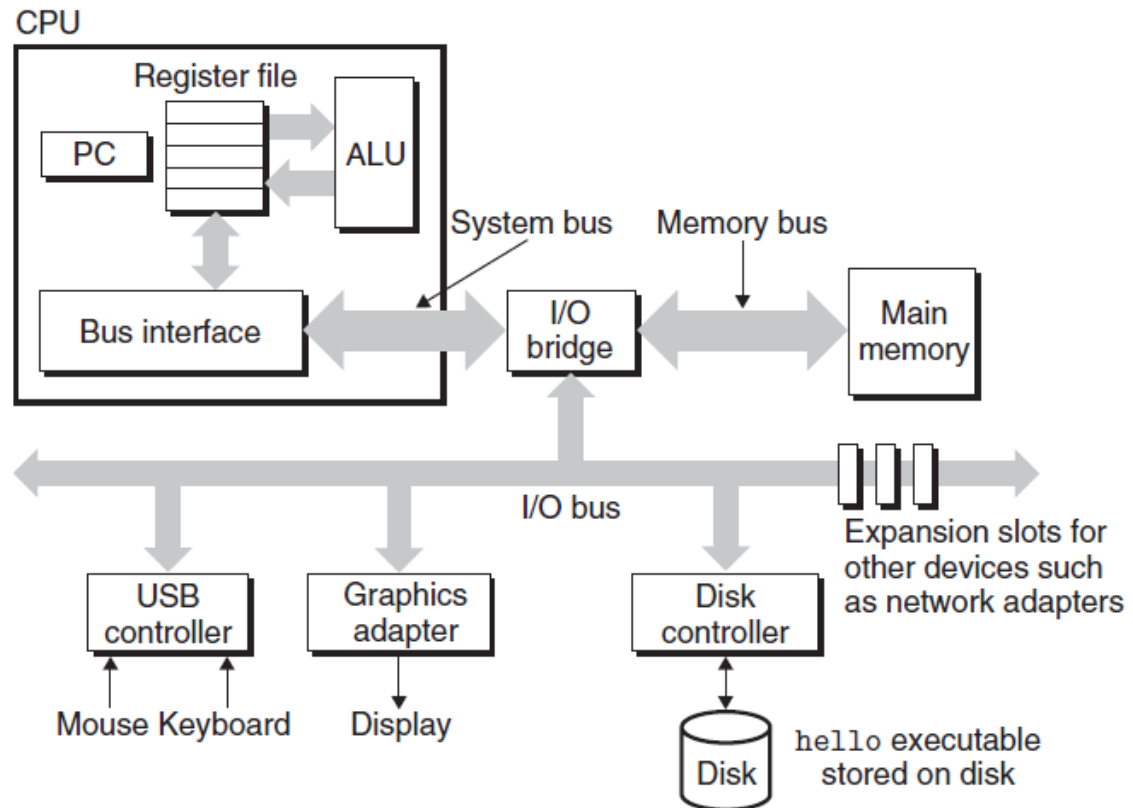 CPU
Register file
PC
ALU
System bus
Memory bus
Bus interface
I/O
bridge
Main
memory
I/O bus
Expansion slots for
other devices such
as network adapters
USB
controller
Graphics
adapter
Disk
controller
Mouse Keyboard
Display
Disk
hello executable
stored on disk